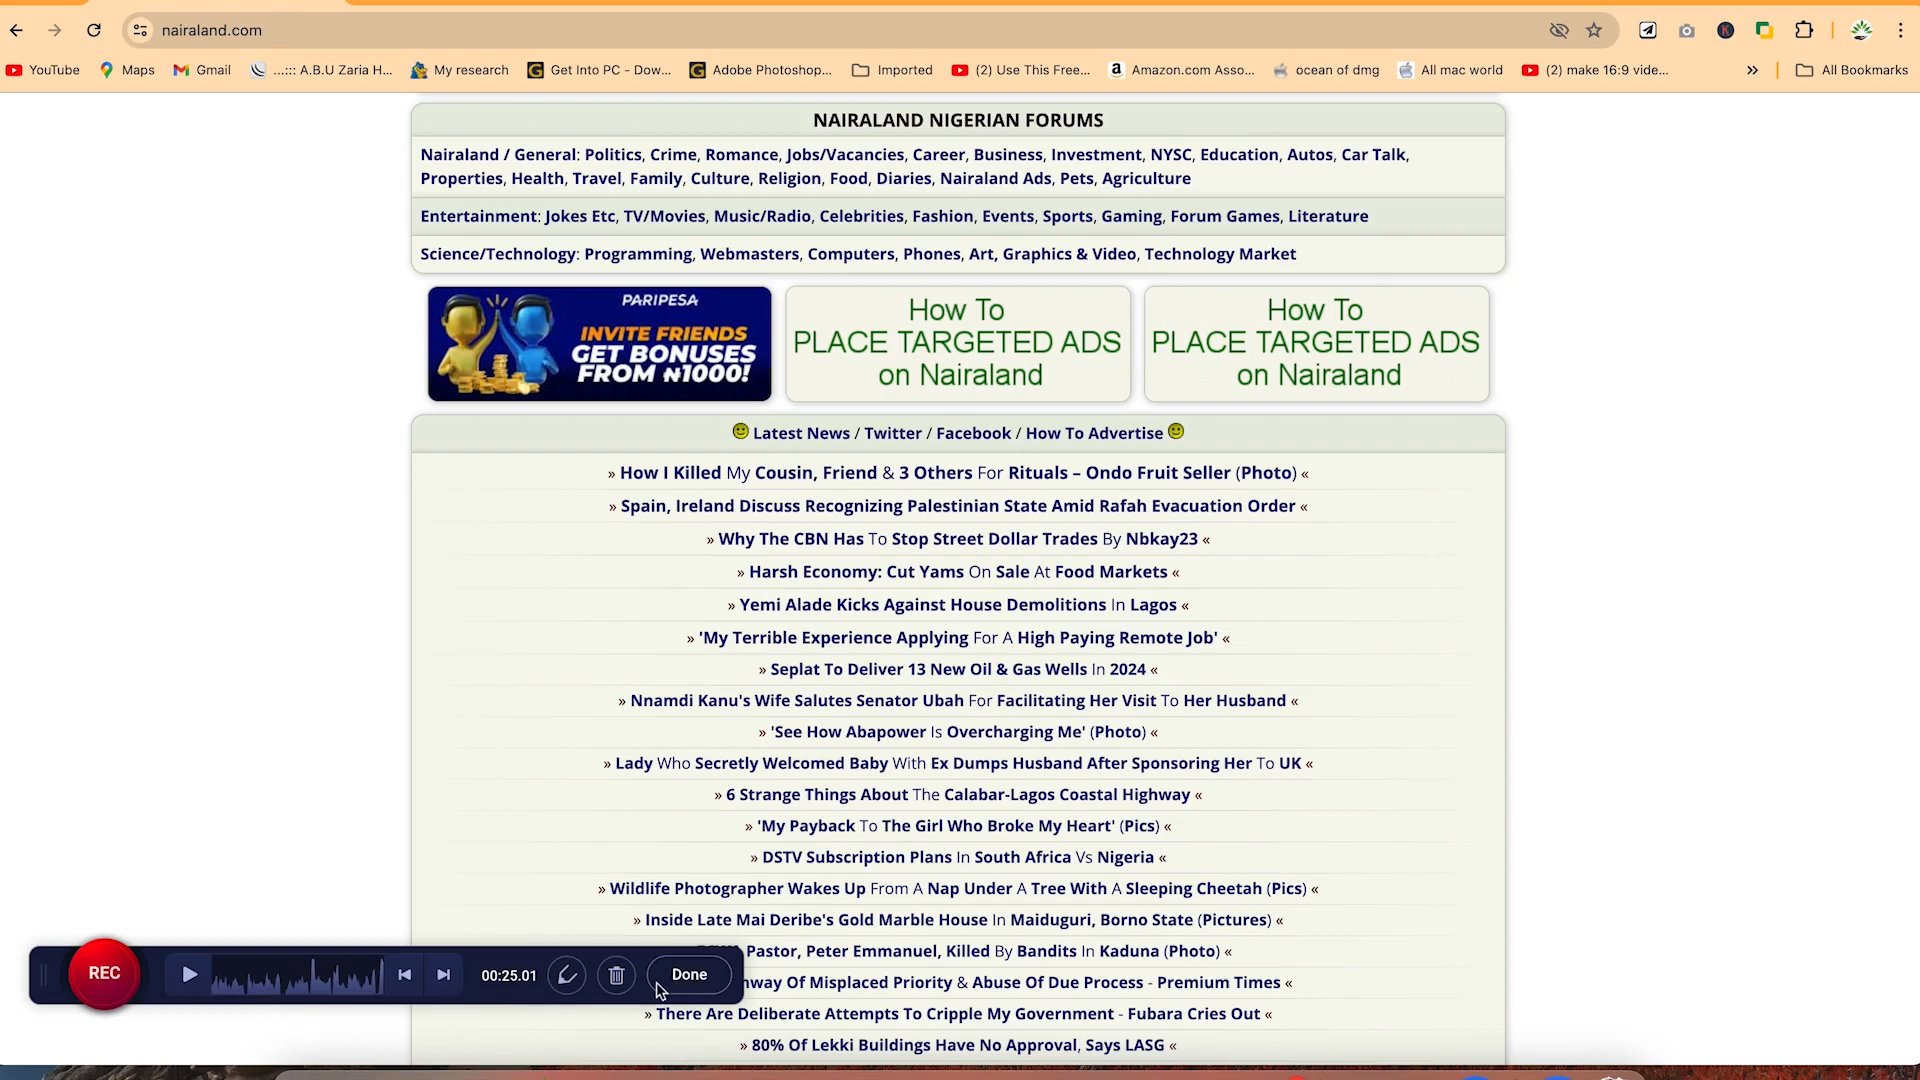 nairaland.com
YouTube Maps Gmail ...::: A.B.U Zaria H... My research Get Into PC - Dow... Adobe Photoshop... Imported (2) Use This Free... Amazon.com Asso... ocean of dmg All mac world (2) make 16:9 vide... » All Bookmarks
NAIRALAND NIGERIAN FORUMS
Nairaland / General: Politics, Crime, Romance, Jobs/Vacancies, Career, Business, Investment, NYSC, Education, Autos, Car Talk,
Properties, Health, Travel, Family, Culture, Religion, Food, Diaries, Nairaland Ads, Pets, Agriculture
Entertainment: Jokes Etc, TV/Movies, Music/Radio, Celebrities, Fashion, Events, Sports, Gaming, Forum Games, Literature
Science/Technology: Programming, Webmasters, Computers, Phones, Art, Graphics & Video, Technology Market
PARIPESA
INVITE FRIENDS
GET BONUSES
FROM ₦1000!
How To
PLACE TARGETED ADS
on Nairaland
How To
PLACE TARGETED ADS
on Nairaland
Latest News / Twitter / Facebook / How To Advertise
» How I Killed My Cousin, Friend & 3 Others For Rituals – Ondo Fruit Seller (Photo) «
» Spain, Ireland Discuss Recognizing Palestinian State Amid Rafah Evacuation Order «
» Why The CBN Has To Stop Street Dollar Trades By Nbkay23 «
» Harsh Economy: Cut Yams On Sale At Food Markets «
» Yemi Alade Kicks Against House Demolitions In Lagos «
» 'My Terrible Experience Applying For A High Paying Remote Job' «
» Seplat To Deliver 13 New Oil & Gas Wells In 2024 «
» Nnamdi Kanu's Wife Salutes Senator Ubah For Facilitating Her Visit To Her Husband «
» 'See How Abapower Is Overcharging Me' (Photo) «
» Lady Who Secretly Welcomed Baby With Ex Dumps Husband After Sponsoring Her To UK «
» 6 Strange Things About The Calabar-Lagos Coastal Highway «
» 'My Payback To The Girl Who Broke My Heart' (Pics) «
» DSTV Subscription Plans In South Africa Vs Nigeria «
» Wildlife Photographer Wakes Up From A Nap Under A Tree With A Sleeping Cheetah (Pics) «
» Inside Late Mai Deribe's Gold Marble House In Maiduguri, Borno State (Pictures) «
Pastor, Peter Emmanuel, Killed By Bandits In Kaduna (Photo) «
REC 00:25.01 Done
Of Misplaced Priority & Abuse Of Due Process - Premium Times «
» There Are Deliberate Attempts To Cripple My Government - Fubara Cries Out «
» 80% Of Lekki Buildings Have No Approval, Says LASG «